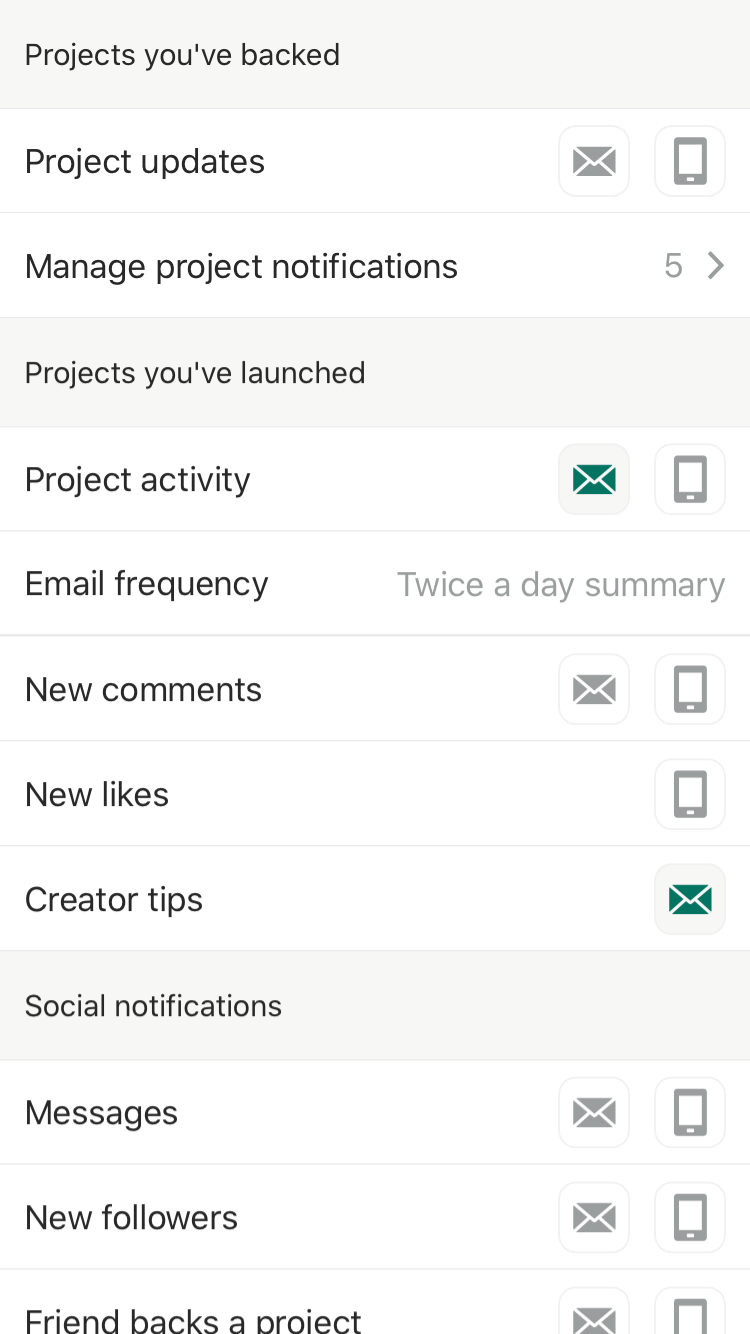 Projects you've backed
Project updates
Manage project notifications 5
Projects you've launched
Project activity
Email frequency Twice a day summary
New comments
New likes
Creator tips
Social notifications
Messages
New followers
Friend backs a project